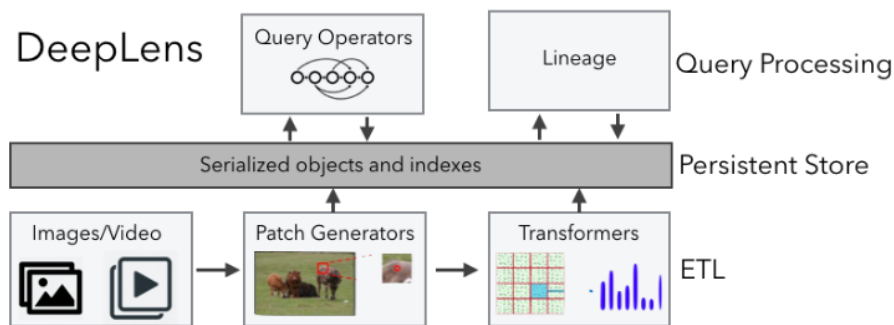 DeepLens
Query Operators
Lineage
Query Processing
Serialized objects and indexes
Persistent Store
Images/Video
Patch Generators
Transformers
ETL